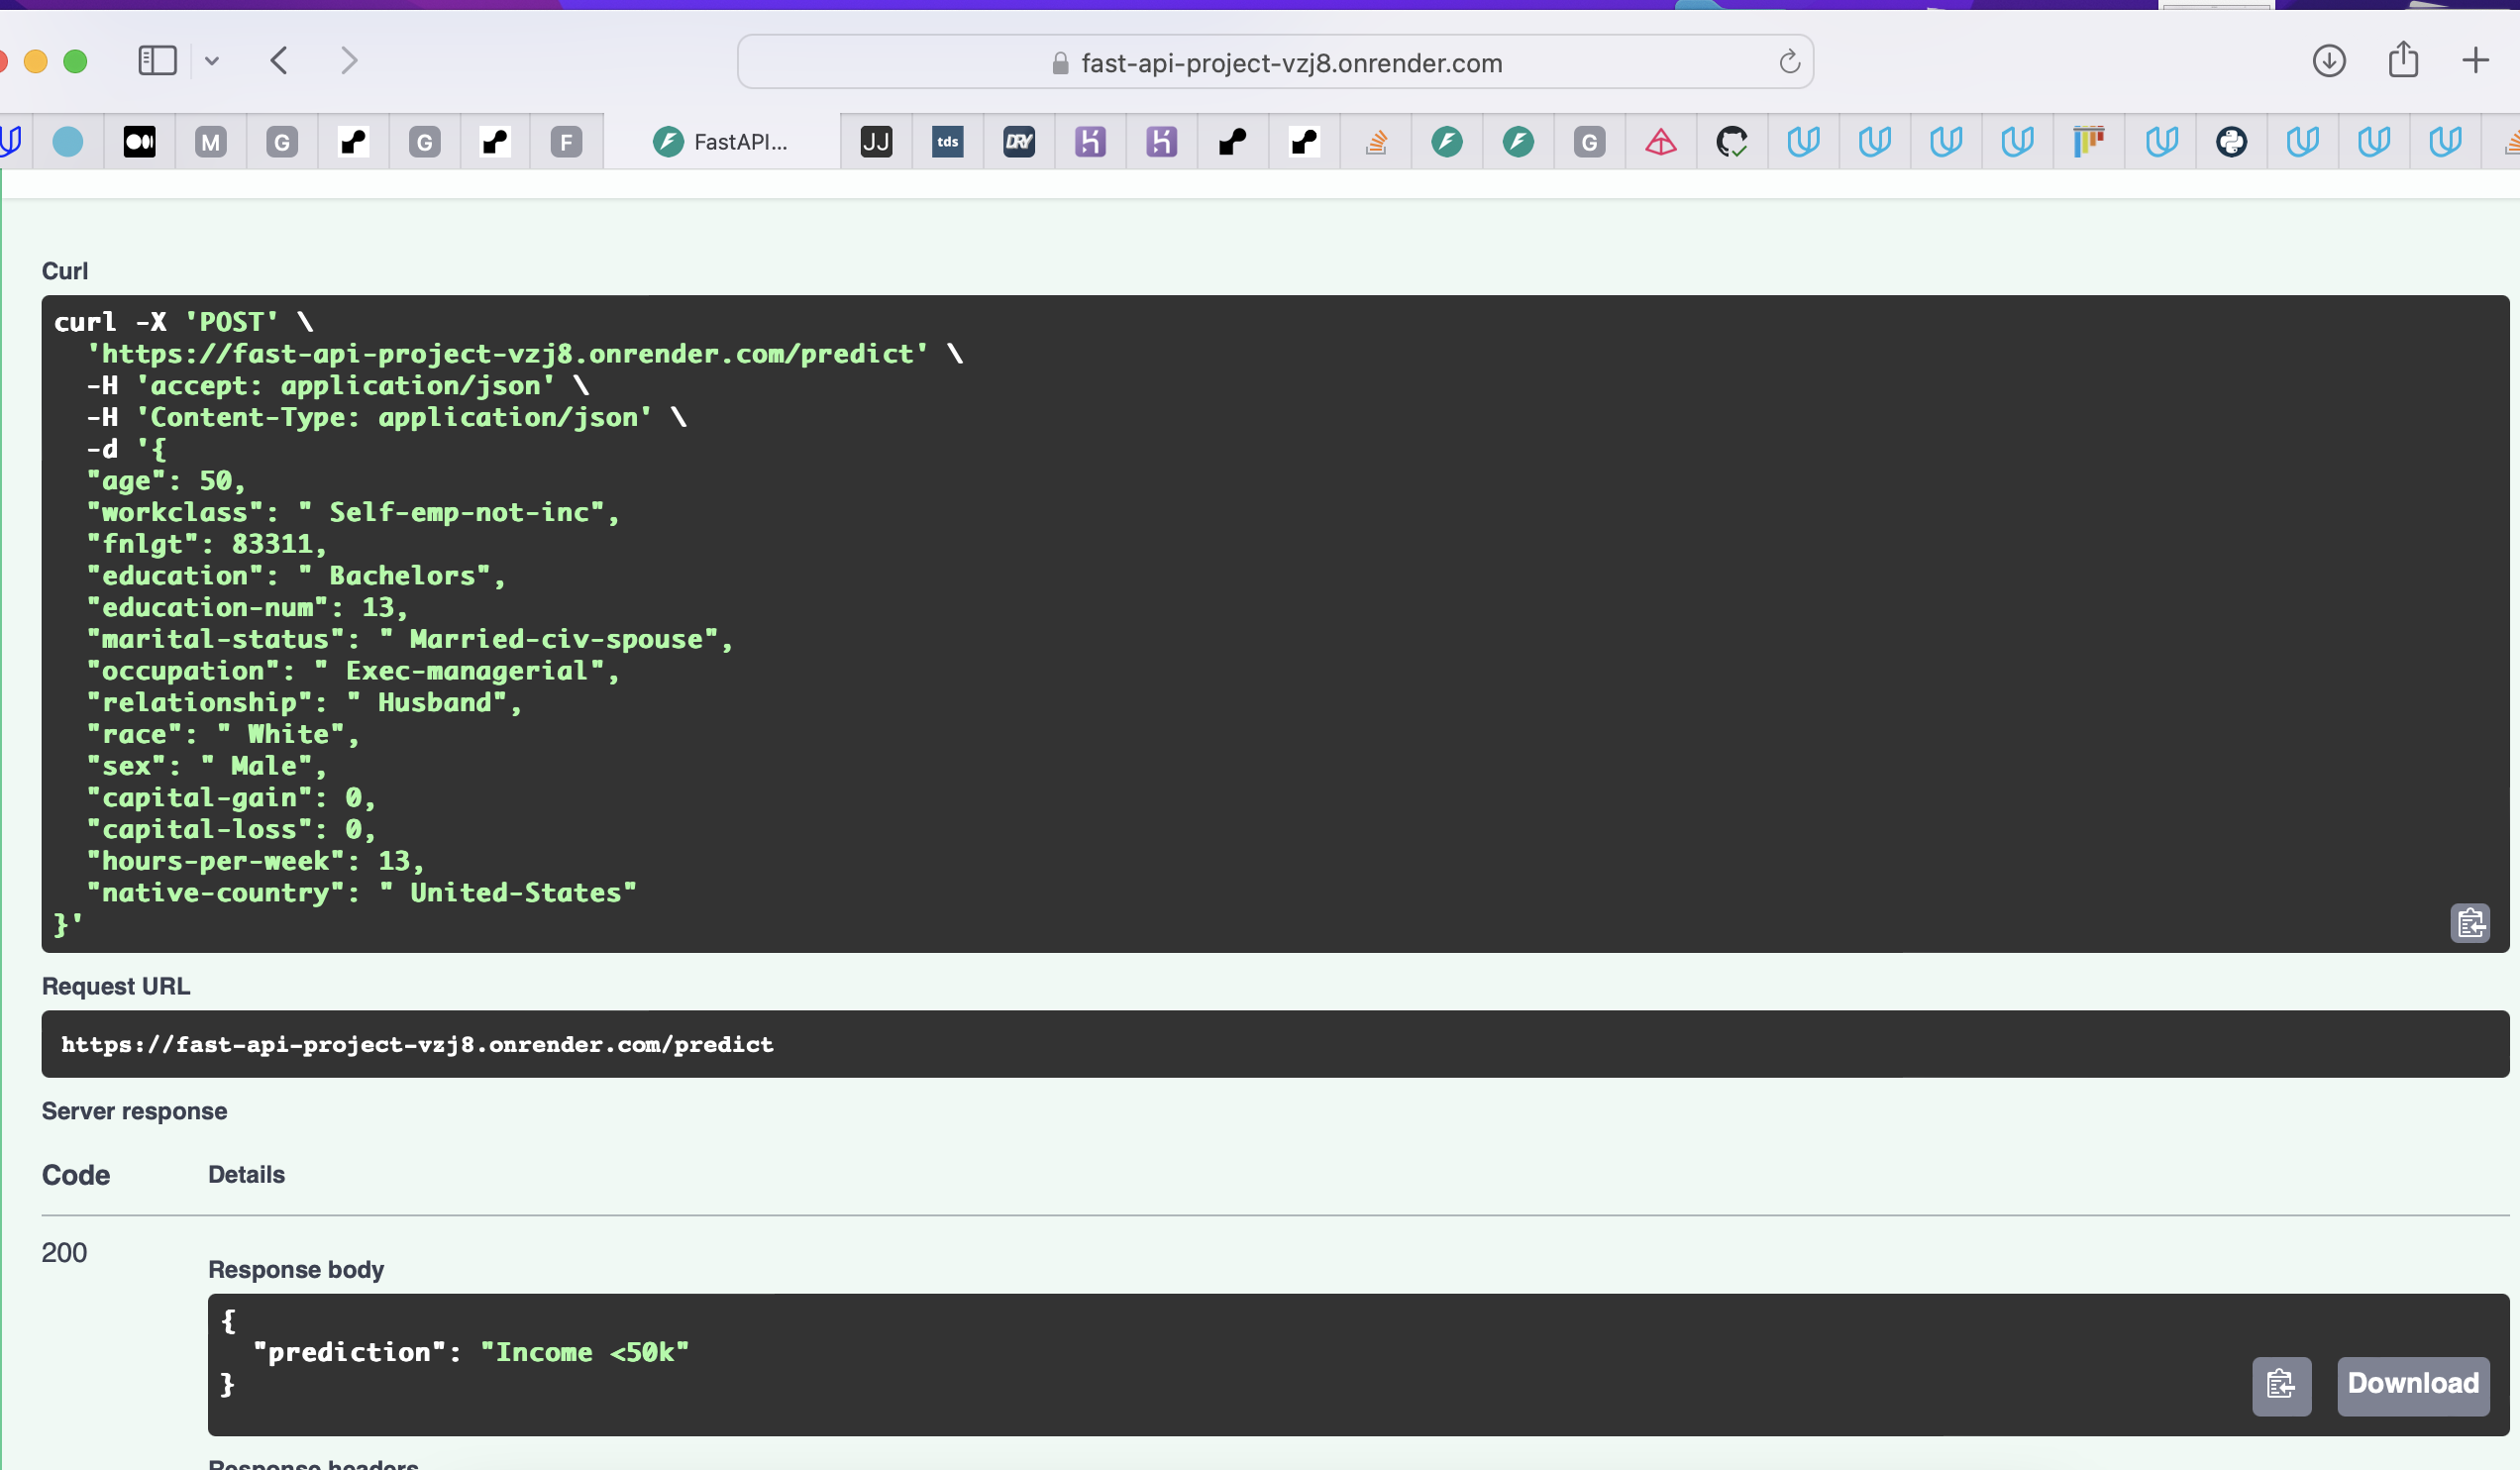 fast-api-project-vzj8.onrender.com
M G G F FastAPI... JJ tds DRY G
Curl
curl -X 'POST' \
'https://fast-api-project-vzj8.onrender.com/predict' \
-H 'accept: application/json' \
-H 'Content-Type: application/json' \
-d '{
"age": 50,
"workclass": " Self-emp-not-inc",
"fnlgt": 83311,
"education": " Bachelors",
"education-num": 13,
"marital-status": " Married-civ-spouse",
"occupation": " Exec-managerial",
"relationship": " Husband",
"race": " White",
"sex": " Male",
"capital-gain": 0,
"capital-loss": 0,
"hours-per-week": 13,
"native-country": " United-States"
}'
Request URL
https://fast-api-project-vzj8.onrender.com/predict
Server response
Code Details
200
Response body
{
"prediction": "Income <50k"
}
Download
Response headers